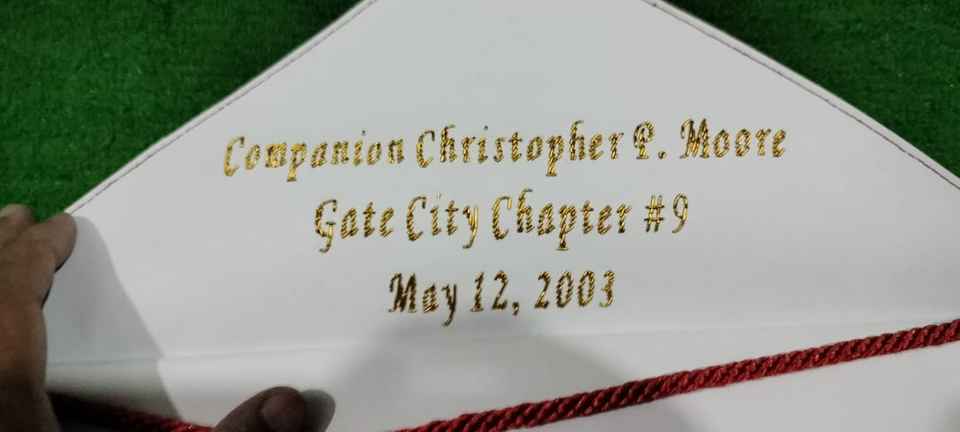 Companion Christopher P. Moore
Gate City Chapter #9
May 12, 2003